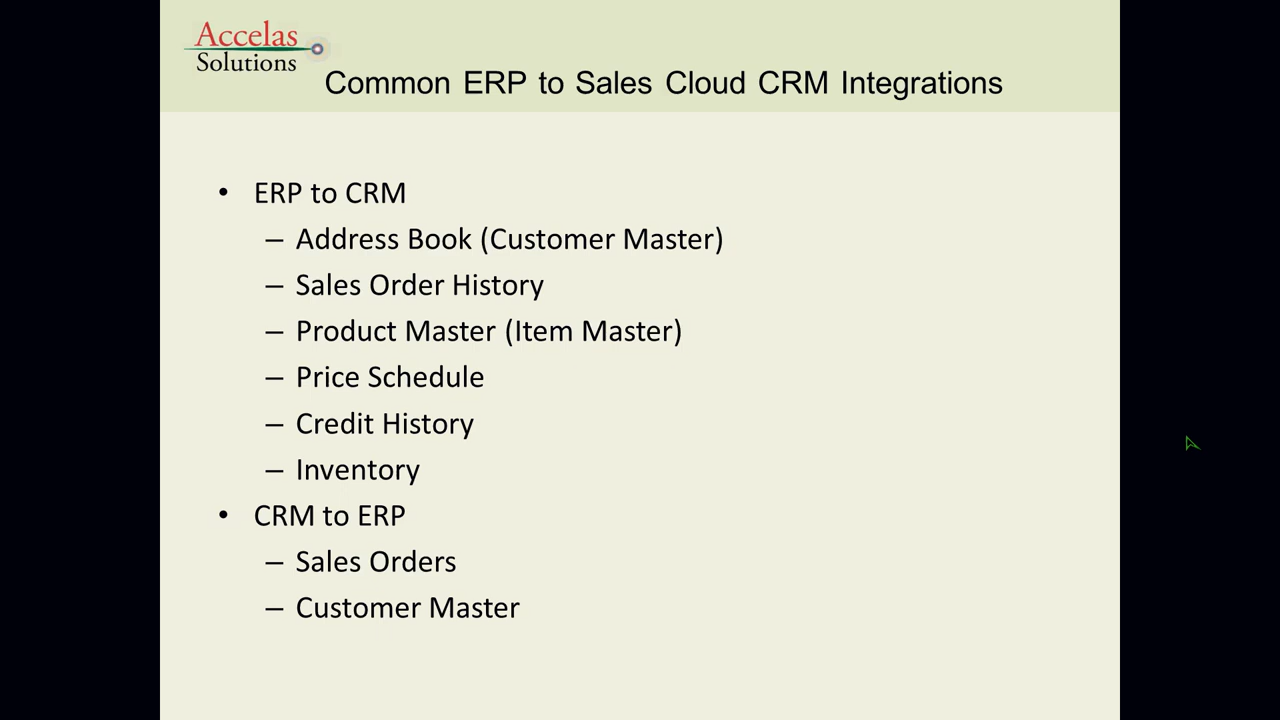 Accelas
Solutions
Common ERP to Sales Cloud CRM Integrations
• ERP to CRM
– Address Book (Customer Master)
– Sales Order History
– Product Master (Item Master)
– Price Schedule
– Credit History
– Inventory
• CRM to ERP
– Sales Orders
– Customer Master